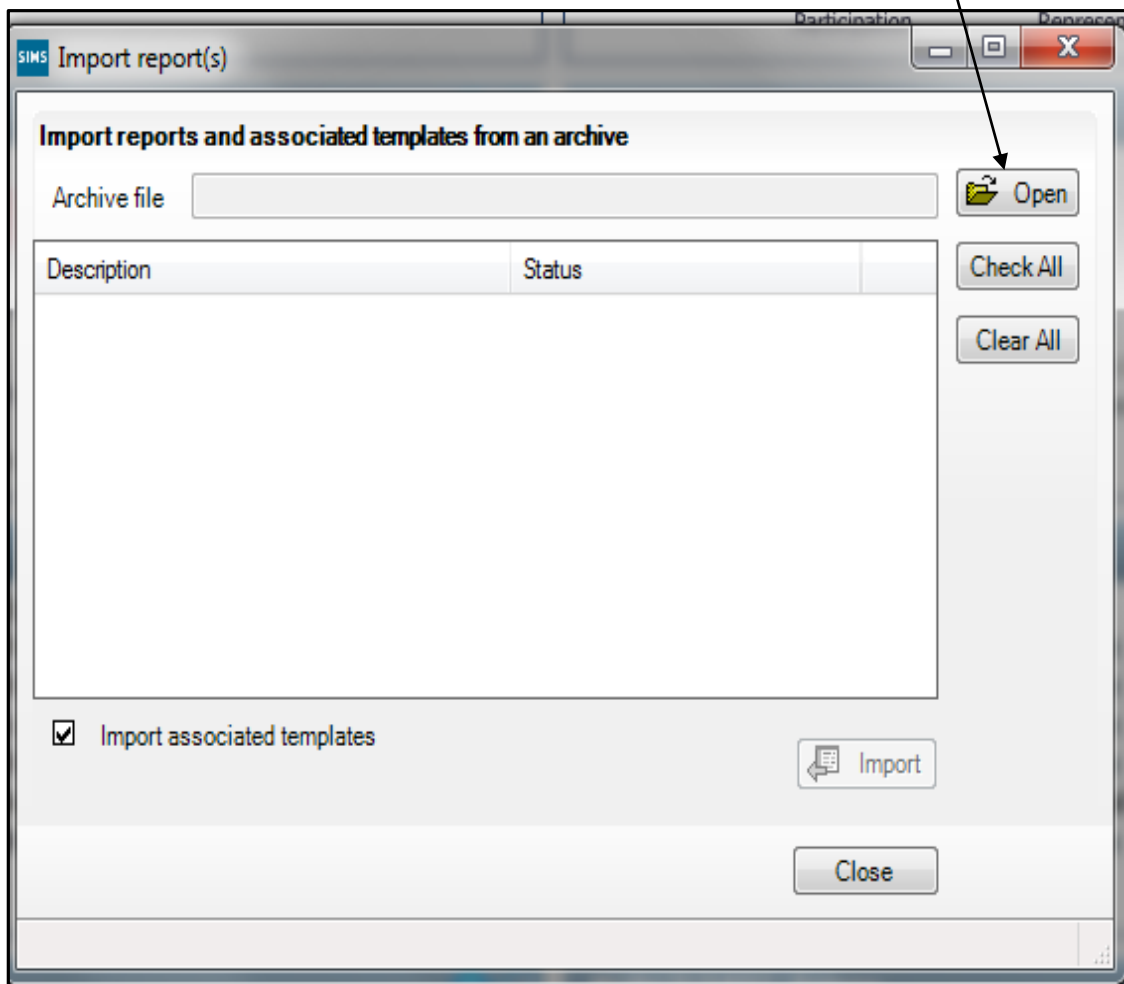 Participation
SIMS Import report(s)
Import reports and associated templates from an archive
Archive file
Open
Description Status
Check All
Clear All
Import associated templates
Import
Close